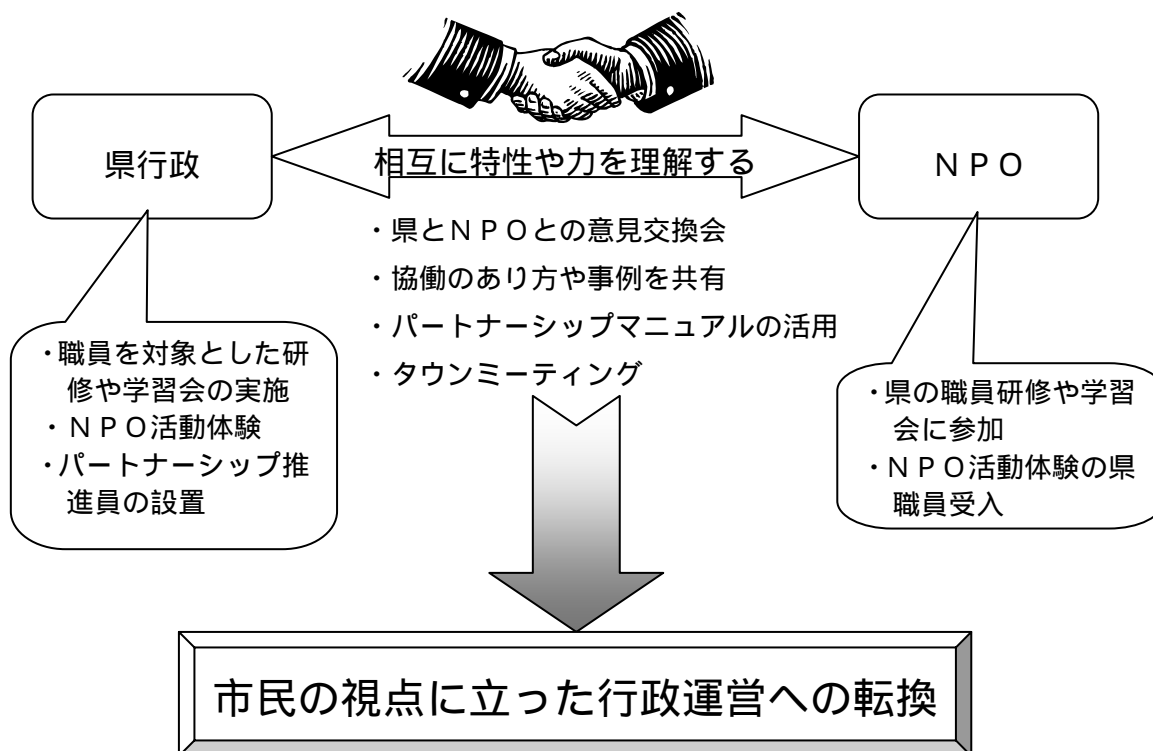 県行政
相互に特性や力を理解する
ＮＰＯ
・県とＮＰＯとの意見交換会
・協働のあり方や事例を共有
・パートナーシップマニュアルの活用
・タウンミーティング
・職員を対象とした研
修や学習会の実施
・ＮＰＯ活動体験
・パートナーシップ推
進員の設置
・県の職員研修や学習
会に参加
・ＮＰＯ活動体験の県
職員受入
市民の視点に立った行政運営への転換